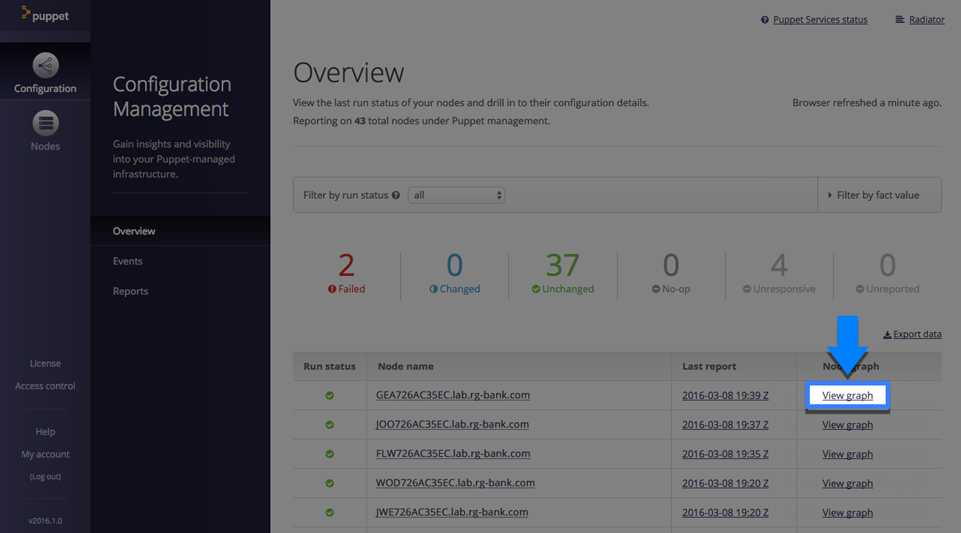 puppet
Puppet Services status
Radiator
Configuration
Nodes
License
Access control
Help
My account
(Log out)
v2016.1.0
Configuration
Management
Gain insights and visibility
into your Puppet-managed
infrastructure.
Overview
Events
Reports
Overview
View the last run status of your nodes and drill in to their configuration details.
Browser refreshed a minute ago.
Reporting on 43 total nodes under Puppet management.
Filter by run status ? all
Filter by fact value
2 0 37 0 4 0
Failed Changed Unchanged No-op Unresponsive Unreported
Export data
Run status Node name Last report Node graph
GEA726AC35EC.lab.rg-bank.com 2016-03-08 19:39 Z View graph
JOO726AC35EC.lab.rg-bank.com 2016-03-08 19:37 Z View graph
FLW726AC35EC.lab.rg-bank.com 2016-03-08 19:35 Z View graph
WOD726AC35EC.lab.rg-bank.com 2016-03-08 19:20 Z View graph
JWE726AC35EC.lab.rg-bank.com 2016-03-08 19:20 Z View graph